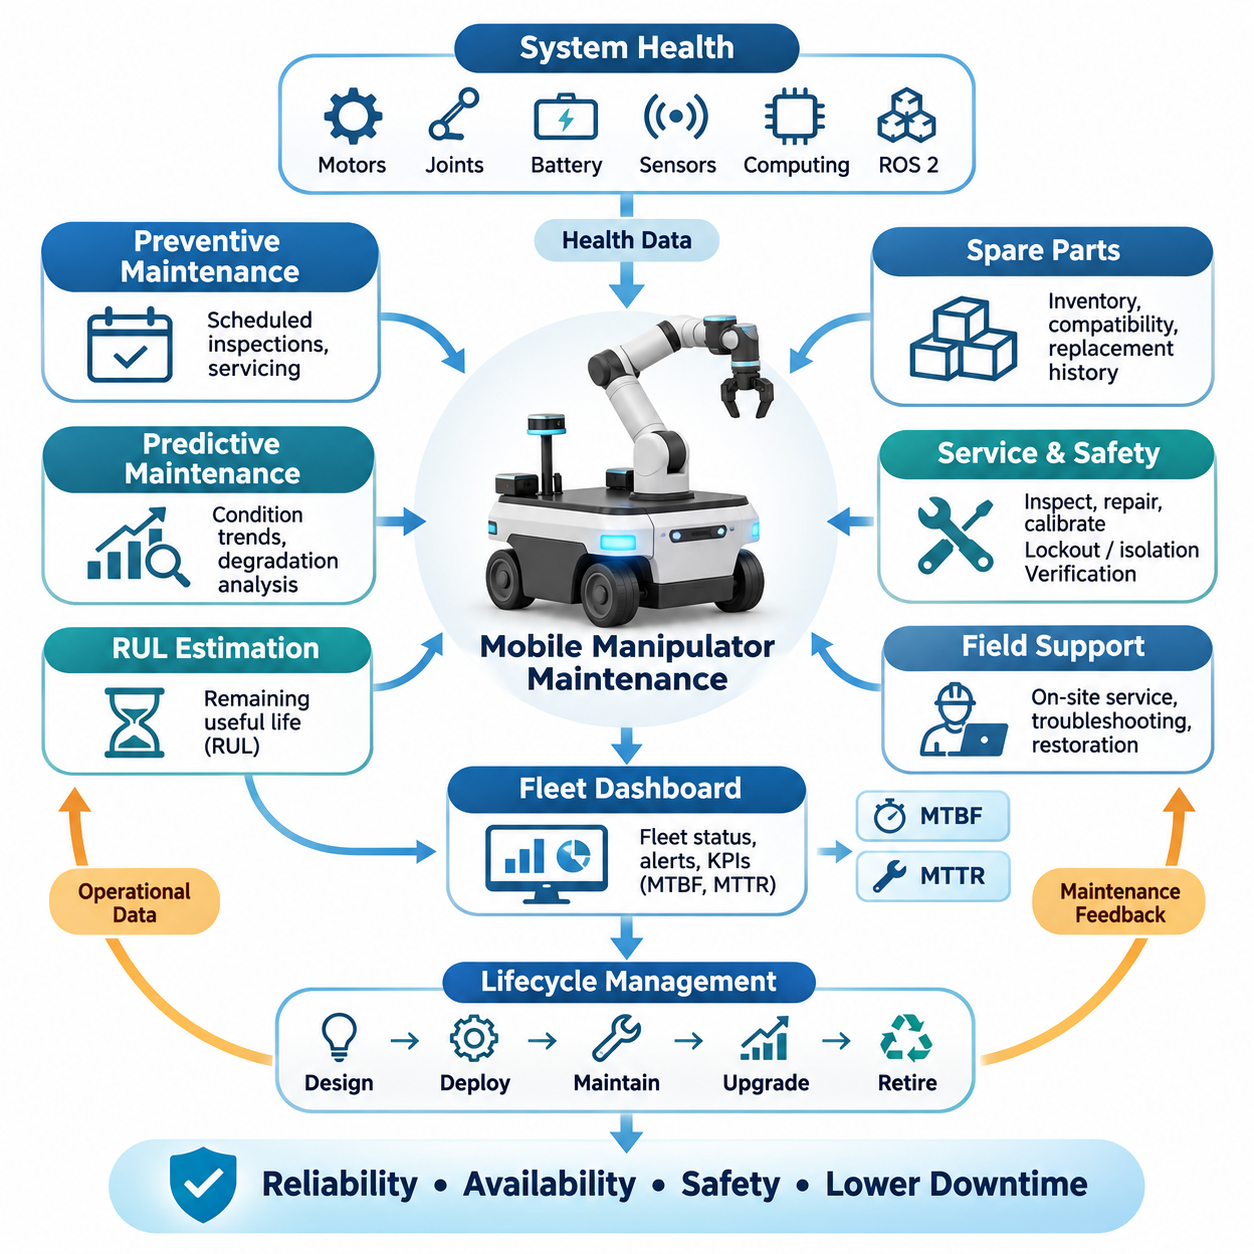 System Health
Motors
Joints
Battery
Sensors
Computing
ROS 2
Health Data
Preventive
Maintenance
Scheduled
inspections,
servicing
Spare Parts
Inventory,
compatibility,
replacement
history
Predictive
Maintenance
Condition
trends,
degradation
analysis
Service & Safety
Inspect, repair,
calibrate
Lockout / isolation
Verification
RUL Estimation
Remaining
useful life
(RUL)
Mobile Manipulator
Maintenance
Field Support
On-site service,
troubleshooting,
restoration
Fleet Dashboard
Fleet status,
alerts, KPIs
(MTBF, MTTR)
MTBF
MTTR
Operational
Data
Maintenance
Feedback
Lifecycle Management
Design
Deploy
Maintain
Upgrade
Retire
Reliability • Availability • Safety • Lower Downtime